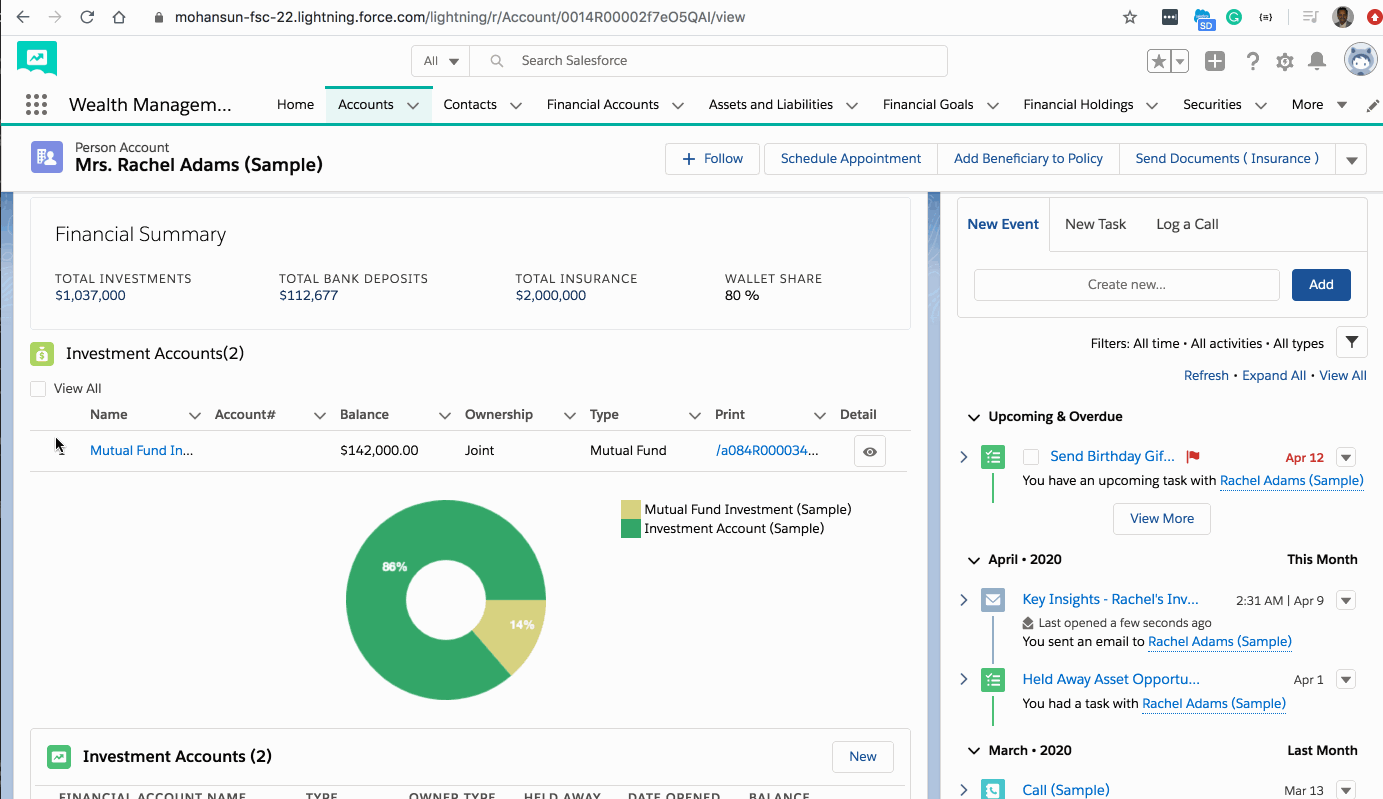 mohansun-fsc-22.lightning.force.com/lightning/r/Account/0014R00002f7eO5QAI/view
SD
All
Search Salesforce
Wealth Managem...
Home
Accounts
Contacts
Financial Accounts
Assets and Liabilities
Financial Goals
Financial Holdings
Securities
More
Person Account
Mrs. Rachel Adams (Sample)
+ Follow
Schedule Appointment
Add Beneficiary to Policy
Send Documents ( Insurance )
Financial Summary
TOTAL INVESTMENTS
$1,037,000
TOTAL BANK DEPOSITS
$112,677
TOTAL INSURANCE
$2,000,000
WALLET SHARE
80 %
Investment Accounts(2)
View All
Name
Account#
Balance
Ownership
Type
Print
Detail
1
Mutual Fund In...
$142,000.00
Joint
Mutual Fund
/a084R000034...
Mutual Fund Investment (Sample)
Investment Account (Sample)
86%
14%
Investment Accounts (2)
New
FINANCIAL ACCOUNT NAME
TYPE
OWNER TYPE
HELD AWAY
DATE OPENED
BALANCE
New Event
New Task
Log a Call
Create new...
Add
Filters: All time • All activities • All types
Refresh • Expand All • View All
Upcoming & Overdue
Send Birthday Gif...
Apr 12
You have an upcoming task with Rachel Adams (Sample)
View More
April • 2020
This Month
Key Insights - Rachel's Inv...
2:31 AM | Apr 9
Last opened a few seconds ago
You sent an email to Rachel Adams (Sample)
Held Away Asset Opportu...
Apr 1
You had a task with Rachel Adams (Sample)
March • 2020
Last Month
Call (Sample)
Mar 13